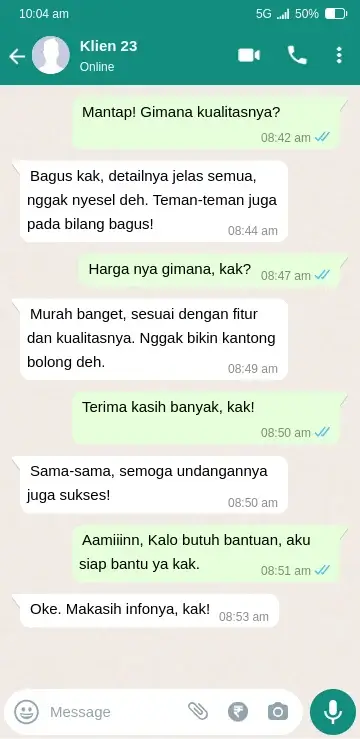 10:04 am 5G 50%
Klien 23
Online
Mantap! Gimana kualitasnya?
08:42 am
Bagus kak, detailnya jelas semua,
nggak nyesel deh. Teman-teman juga
pada bilang bagus!
08:44 am
Harga nya gimana, kak? 08:47 am
Murah banget, sesuai dengan fitur
dan kualitasnya. Nggak bikin kantong
bolong deh.
08:49 am
Terima kasih banyak, kak!
08:50 am
Sama-sama, semoga undangannya
juga sukses!
08:50 am
Aamiiinn, Kalo butuh bantuan, aku
siap bantu ya kak.
08:51 am
Oke. Makasih infonya, kak! 08:53 am
Message ₹